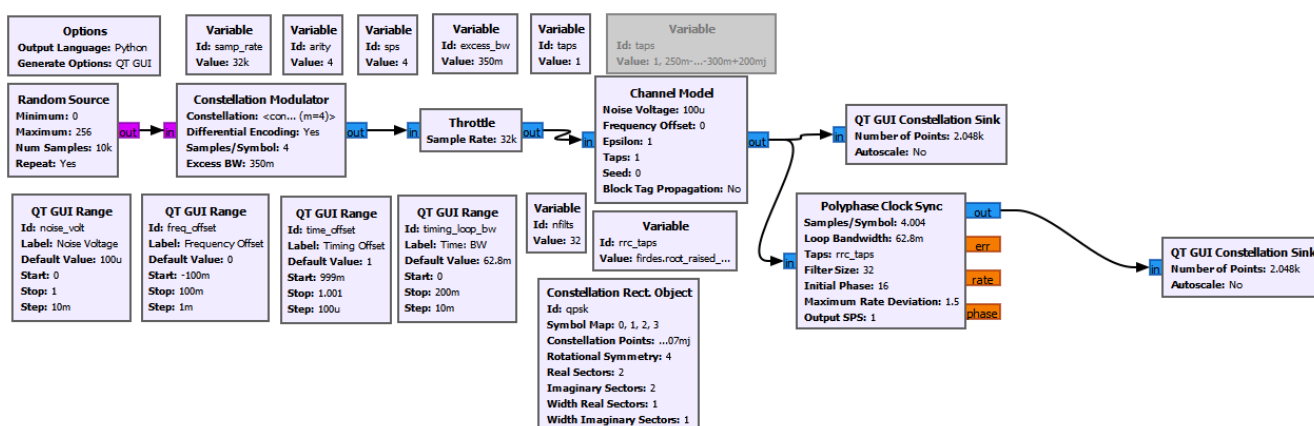 Options
Output Language: Python
Generate Options: QT GUI
Variable
Id: samp_rate
Value: 32k
Variable
Id: arity
Value: 4
Variable
Id: sps
Value: 4
Variable
Id: excess_bw
Value: 350m
Variable
Id: taps
Value: 1
Variable
Id: taps
Value: 1, 250m-...-300m+200mj
Random Source
Minimum: 0
Maximum: 256
Num Samples: 10k
Repeat: Yes
out
in
Constellation Modulator
Constellation: <con... (m=4)>
Differential Encoding: Yes
Samples/Symbol: 4
Excess BW: 350m
out
in
Throttle
Sample Rate: 32k
out
in
Channel Model
Noise Voltage: 100u
Frequency Offset: 0
Epsilon: 1
Taps: 1
Seed: 0
Block Tag Propagation: No
out
in
QT GUI Constellation Sink
Number of Points: 2.048k
Autoscale: No
QT GUI Range
Id: noise_volt
Label: Noise Voltage
Default Value: 100u
Start: 0
Stop: 1
Step: 10m
QT GUI Range
Id: freq_offset
Label: Frequency Offset
Default Value: 0
Start: -100m
Stop: 100m
Step: 1m
QT GUI Range
Id: time_offset
Label: Timing Offset
Default Value: 1
Start: 999m
Stop: 1.001
Step: 100u
QT GUI Range
Id: timing_loop_bw
Label: Time: BW
Default Value: 62.8m
Start: 0
Stop: 200m
Step: 10m
Variable
Id: nfilts
Value: 32
Variable
Id: rrc_taps
Value: firdes.root_raised_...
in
Polyphase Clock Sync
Samples/Symbol: 4.004
Loop Bandwidth: 62.8m
Taps: rrc_taps
Filter Size: 32
Initial Phase: 16
Maximum Rate Deviation: 1.5
Output SPS: 1
out
err
rate
phase
in
QT GUI Constellation Sink
Number of Points: 2.048k
Autoscale: No
Constellation Rect. Object
Id: qpsk
Symbol Map: 0, 1, 2, 3
Constellation Points: ...07mj
Rotational Symmetry: 4
Real Sectors: 2
Imaginary Sectors: 2
Width Real Sectors: 1
Width Imaginary Sectors: 1